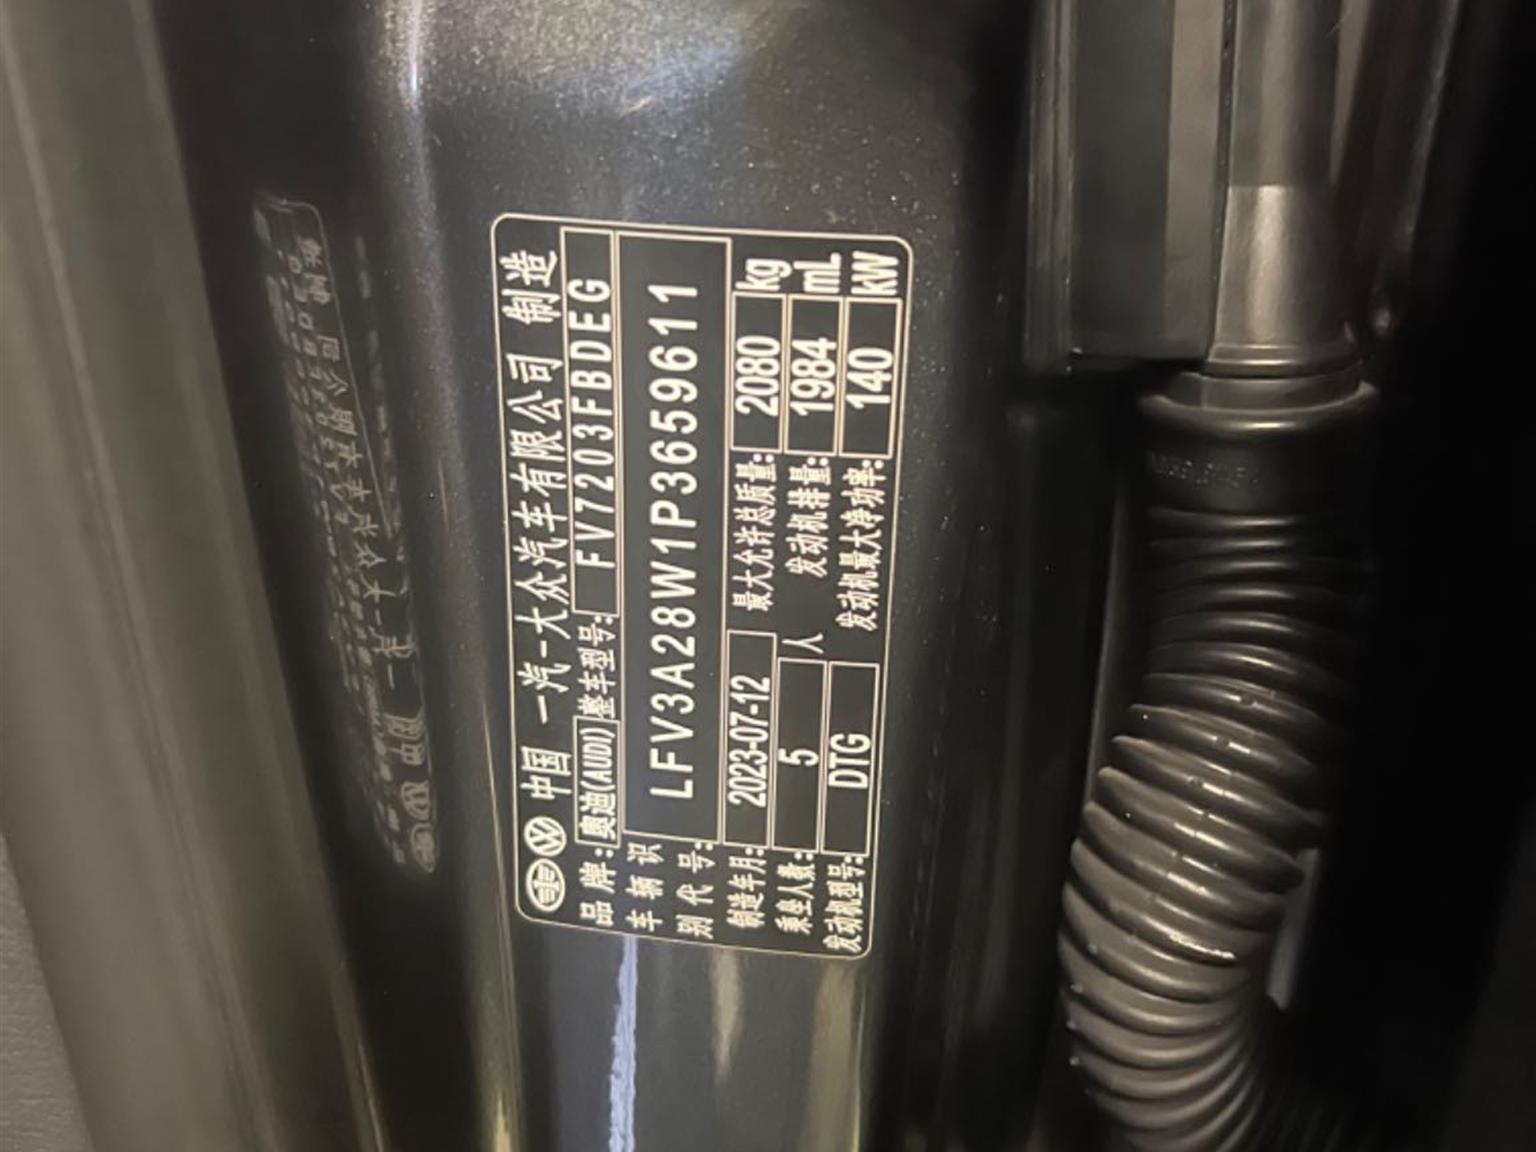 中国 一汽-大众汽车有限公司 制造
品牌: 奥迪(AUDI) 整车型号: FV7203FBDEG
车辆识别代号: LFV3A28W1P3659611
制造年月: 2023-07-12 最大允许总质量: 2080 kg
乘坐人数: 5 人 发动机排量: 1984 mL
发动机型号: DTG 发动机最大净功率: 140 kW